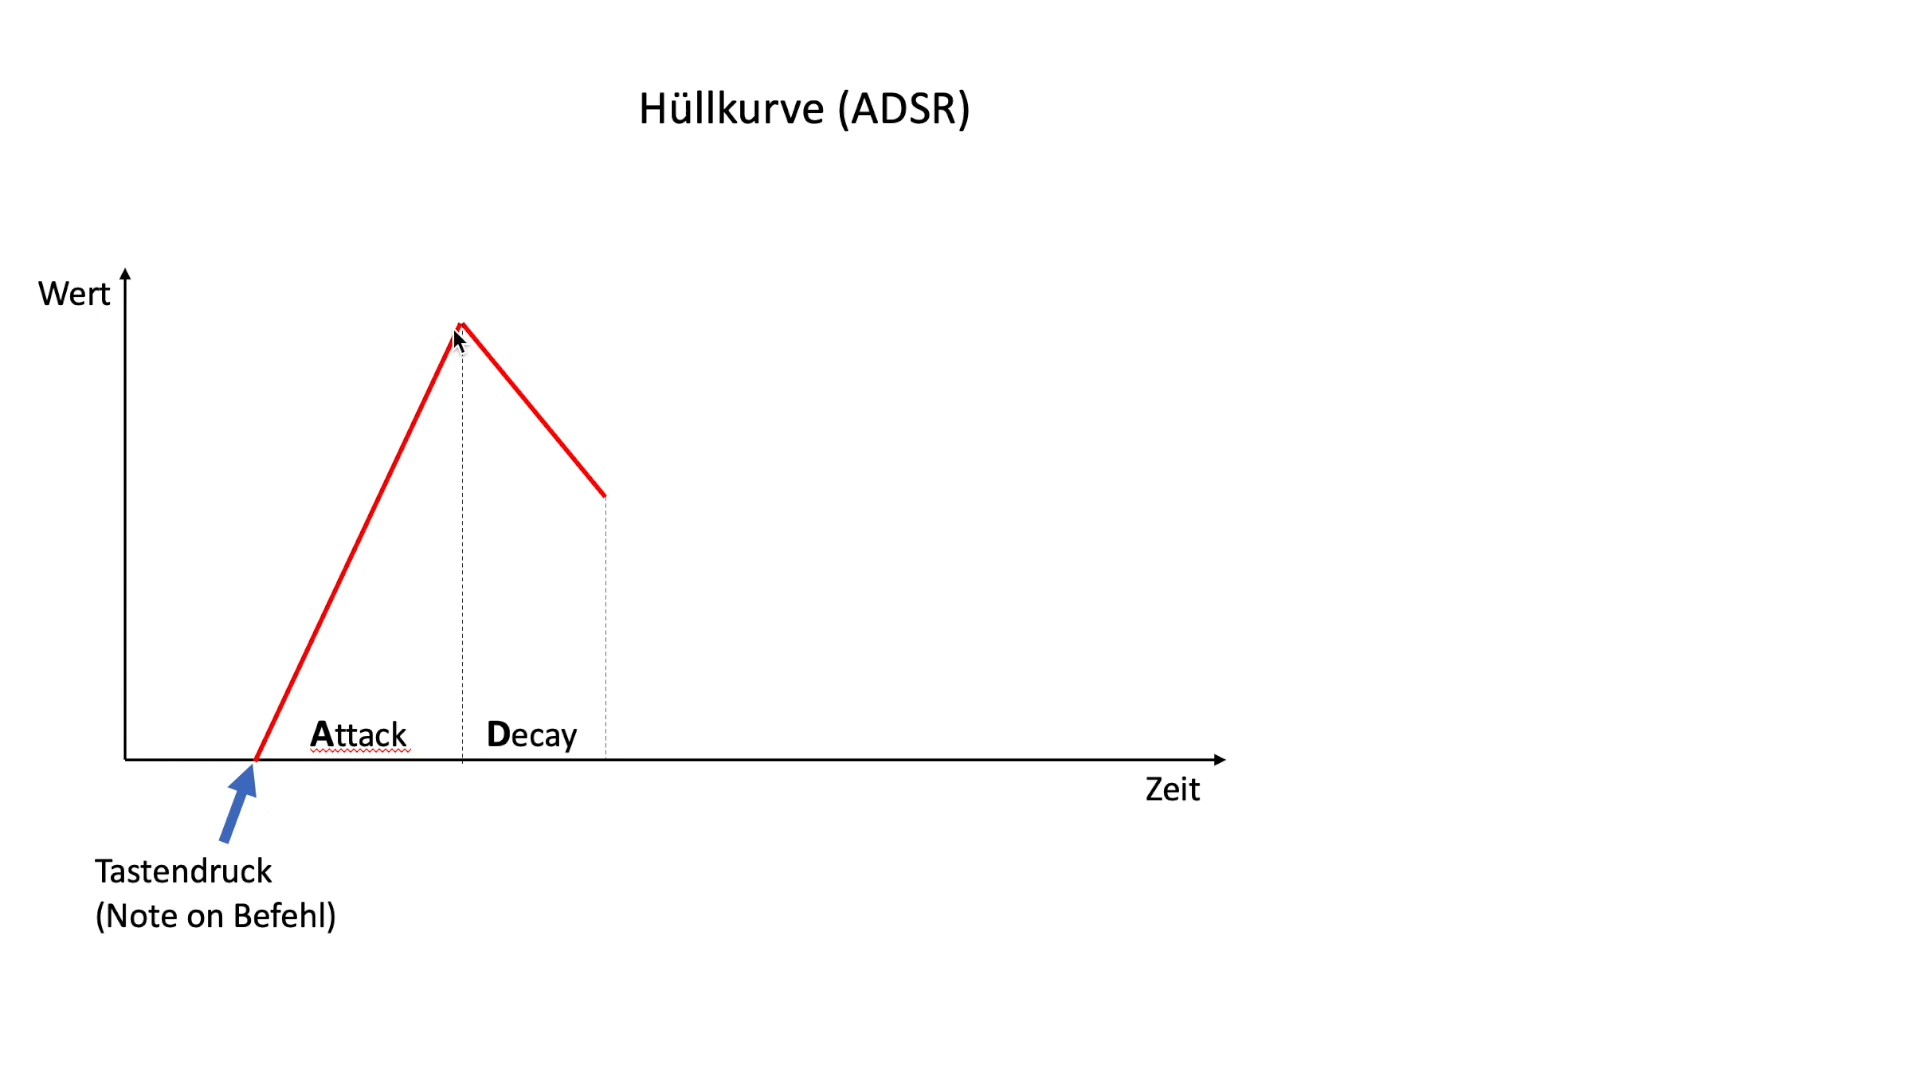 Hüllkurve (ADSR)
Wert
Attack
Decay
Zeit
Tastendruck
(Note on Befehl)